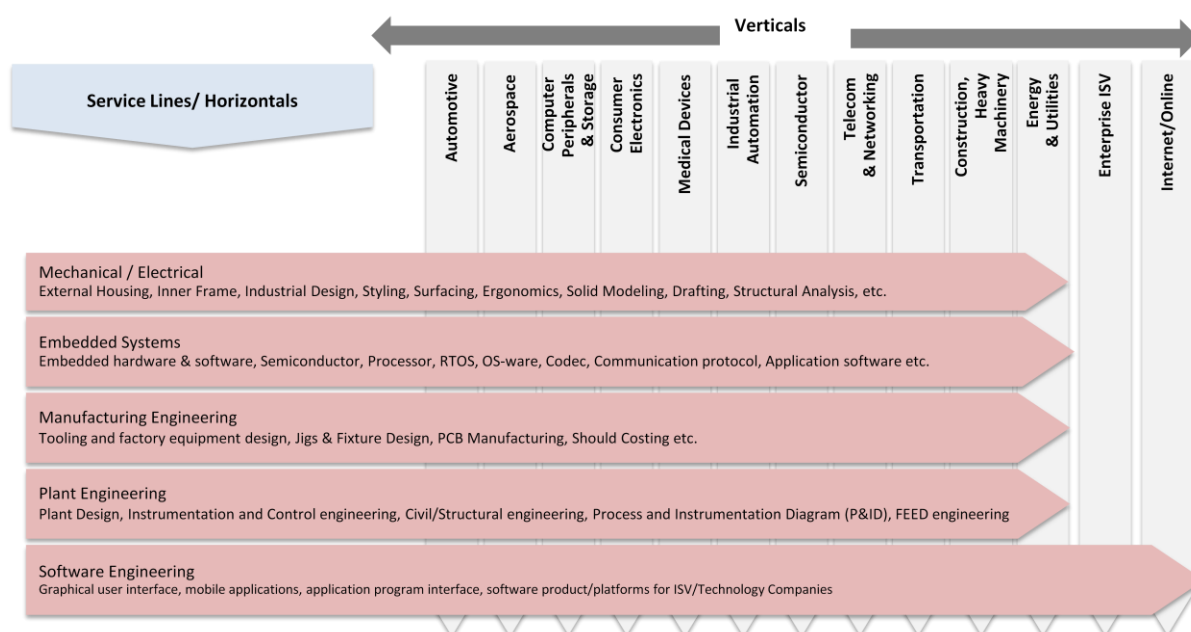 Verticals
Service Lines/ Horizontals
Automotive
Aerospace
Computer
Peripherals
& Storage
Consumer
Electronics
Medical Devices
Industrial
Automation
Semiconductor
Telecom
& Networking
Transportation
Construction,
Heavy
Machinery
Energy
& Utilities
Enterprise ISV
Internet/Online
Mechanical / Electrical
External Housing, Inner Frame, Industrial Design, Styling, Surfacing, Ergonomics, Solid Modeling, Drafting, Structural Analysis, etc.
Embedded Systems
Embedded hardware & software, Semiconductor, Processor, RTOS, OS-ware, Codec, Communication protocol, Application software etc.
Manufacturing Engineering
Tooling and factory equipment design, Jigs & Fixture Design, PCB Manufacturing, Should Costing etc.
Plant Engineering
Plant Design, Instrumentation and Control engineering, Civil/Structural engineering, Process and Instrumentation Diagram (P&ID), FEED engineering
Software Engineering
Graphical user interface, mobile applications, application program interface, software product/platforms for ISV/Technology Companies